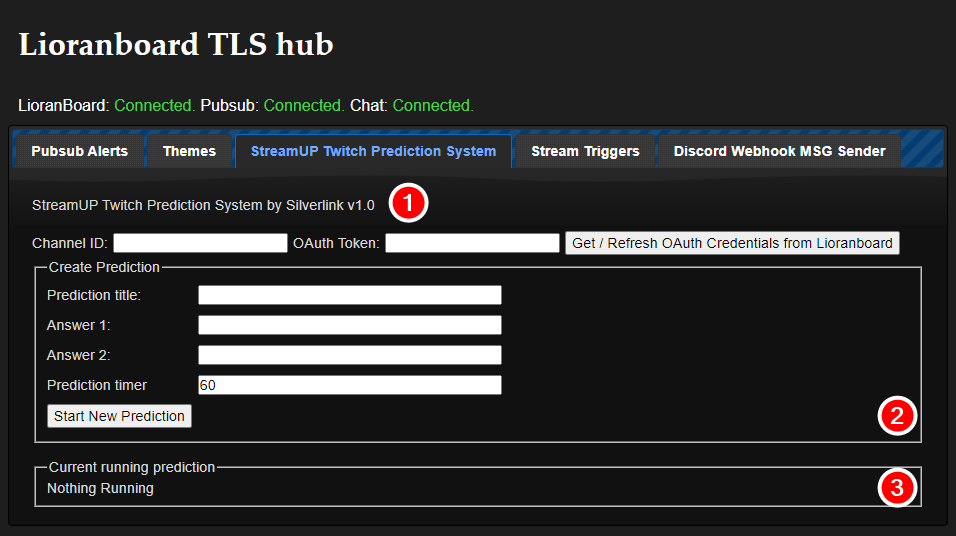 Lioranboard TLS hub
LioranBoard: Connected. Pubsub: Connected. Chat: Connected.
Pubsub Alerts Themes StreamUP Twitch Prediction System Stream Triggers Discord Webhook MSG Sender
StreamUP Twitch Prediction System by Silverlink v1.0 1
Channel ID: OAuth Token: Get / Refresh OAuth Credentials from Lioranboard
Create Prediction
Prediction title:
Answer 1:
Answer 2:
Prediction timer 60
Start New Prediction 2
Current running prediction
Nothing Running 3